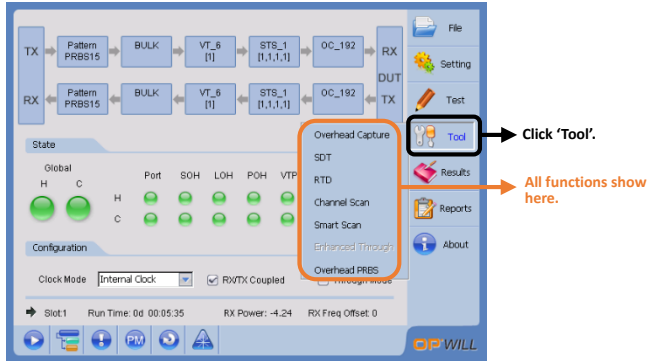 TX
Pattern
PRBS15
BULK
VT_6
[1]
STS_1
[1,1,1,1]
OC_192
RX
DUT
RX
Pattern
PRBS15
BULK
VT_6
[1]
STS_1
[1,1,1,1]
OC_192
TX
File
Setting
Test
Tool
Results
Reports
About
Click ‘Tool’.
All functions show
here.
Overhead Capture
SDT
RTD
Channel Scan
Smart Scan
Enhanced Through
Overhead PRBS
State
Global
H C
Port SOH LOH POH VTP
H
C
Configuration
Clock Mode Internal Clock RX/TX Coupled Through Mode
Slot:1 Run Time: 0d 00:05:35 RX Power: -4.24 RX Freq Offset: 0
PM
OPWILL